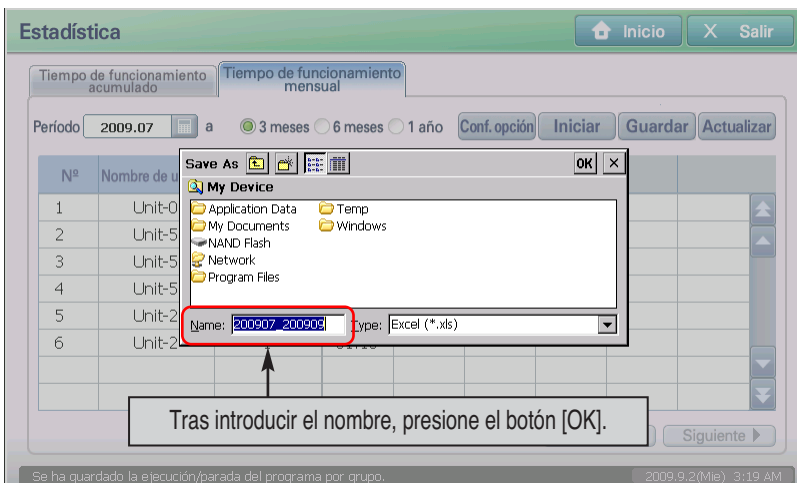 Estadística
Inicio
X Salir
Tiempo de funcionamiento acumulado
Tiempo de funcionamiento mensual
Período 2009.07 a 3 meses 6 meses 1 año Conf. opción Iniciar Guardar Actualizar
Nº Nombre de u
Save As OK
My Device
Application Data Temp
My Documents Windows
NAND Flash
Network
Program Files
Name: 200907_200909 Type: Excel (*.xls)
1 Unit-0
2 Unit-5
3 Unit-5
4 Unit-5
5 Unit-2
6 Unit-2
Tras introducir el nombre, presione el botón [OK].
Siguiente
Se ha guardado la ejecución/parada del programa por grupo. 2009.9.2(Mie) 3:19 AM